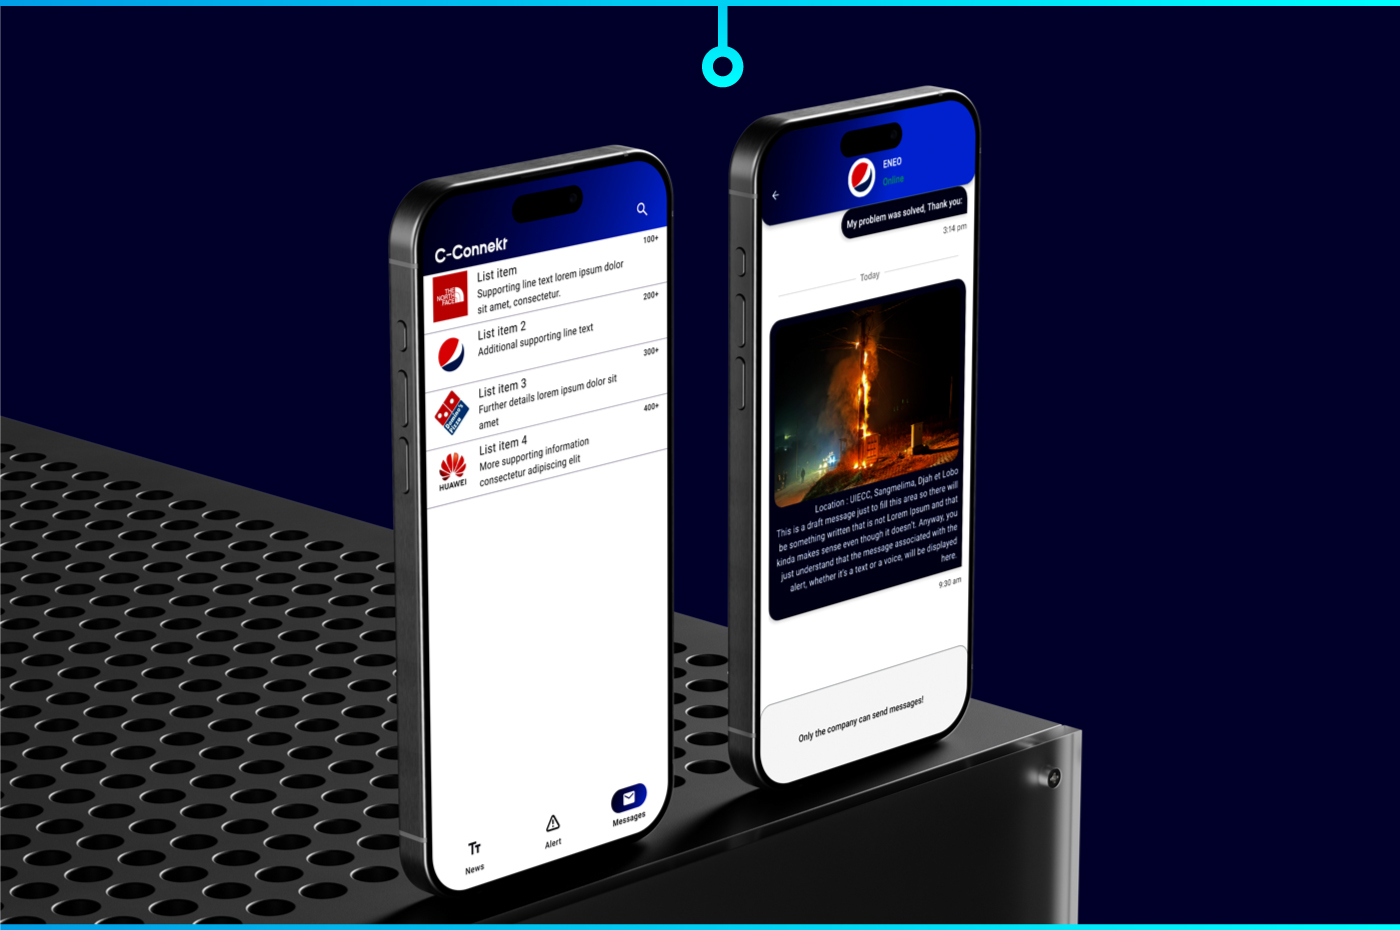 C-Connekt
100+
THE
NORTH
FACE
List item
Supporting line text lorem ipsum dolor
sit amet, consectetur.
200+
List item 2
Additional supporting line text
300+
Domino's
Pizza
List item 3
Further details lorem ipsum dolor sit
amet
400+
HUAWEI
List item 4
More supporting information
consectetur adipiscing elit
News
Alert
Messages
ENEO
Online
My problem was solved, Thank you!
3:14 pm
Today
Location : UIECC, Sangmelima, Djah et Lobo
This is a draft message just to fill this area so there will
be something written that is not Lorem Ipsum and that
kinda makes sense even though it doesn't. Anyway, you
just understand that the message associated with the
alert, whether it's a text or a voice, will be displayed
here.
9:30 am
Only the company can send messages!